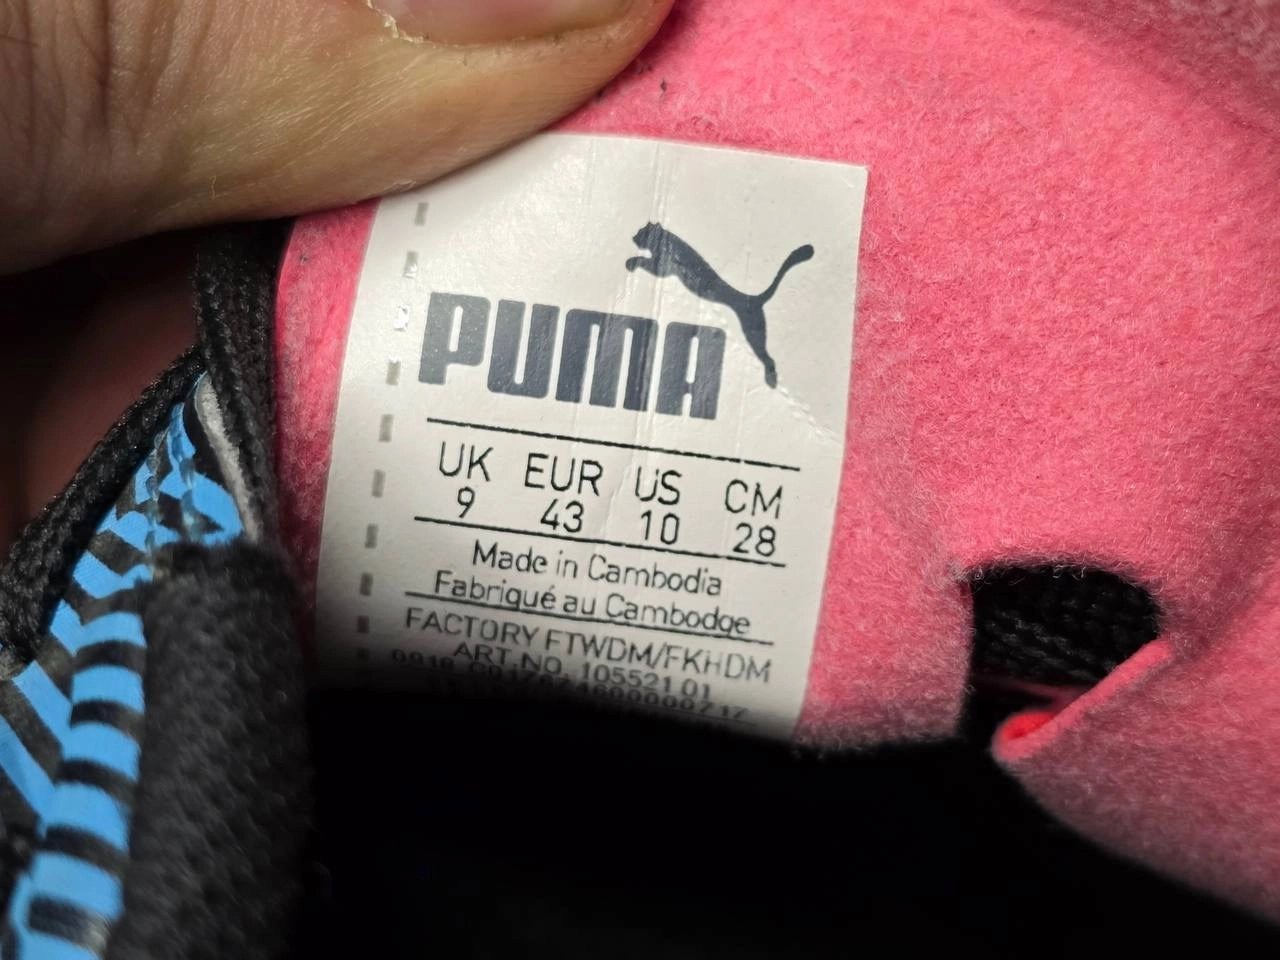 PUMA
UK EUR US CM
9 43 10 28
Made in Cambodia
Fabriqué au Cambodge
FACTORY FTWDM/FKHDM
ART.NO. 105521 01